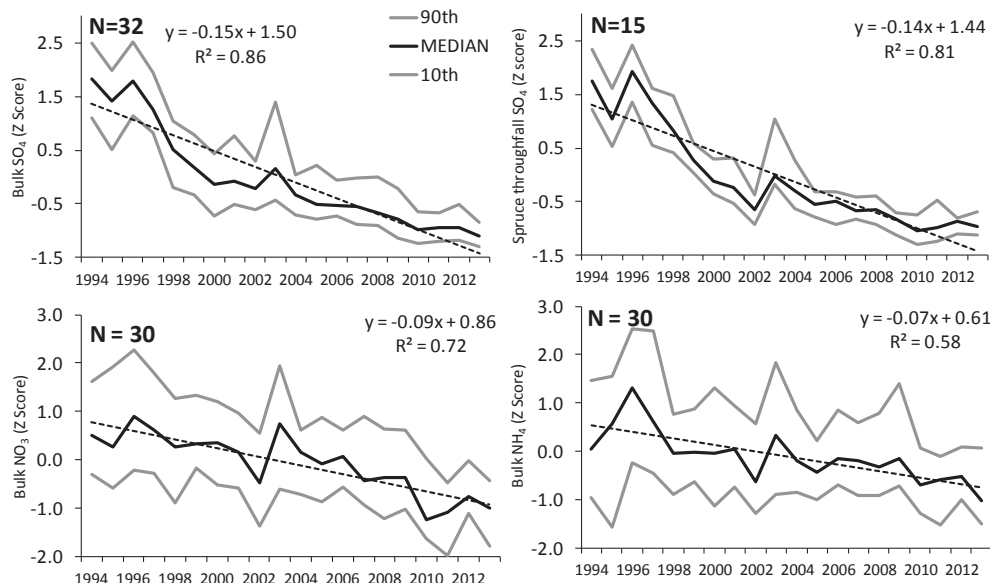 N=32
y = -0.15x + 1.50
R² = 0.86
90th
MEDIAN
10th
Bulk SO₄ (Z Score)
2.5
1.5
0.5
-0.5
-1.5
1994 1996 1998 2000 2002 2004 2006 2008 2010 2012
N=15
y = -0.14x + 1.44
R² = 0.81
Spruce throughfall SO₄ (Z score)
2.5
1.5
0.5
-0.5
-1.5
1994 1996 1998 2000 2002 2004 2006 2008 2010 2012
N = 30
y = -0.09x + 0.86
R² = 0.72
Bulk NO₃ (Z Score)
3.0
2.0
1.0
0.0
-1.0
-2.0
1994 1996 1998 2000 2002 2004 2006 2008 2010 2012
N = 30
y = -0.07x + 0.61
R² = 0.58
Bulk NH₄ (Z Score)
3.0
2.0
1.0
0.0
-1.0
-2.0
1994 1996 1998 2000 2002 2004 2006 2008 2010 2012